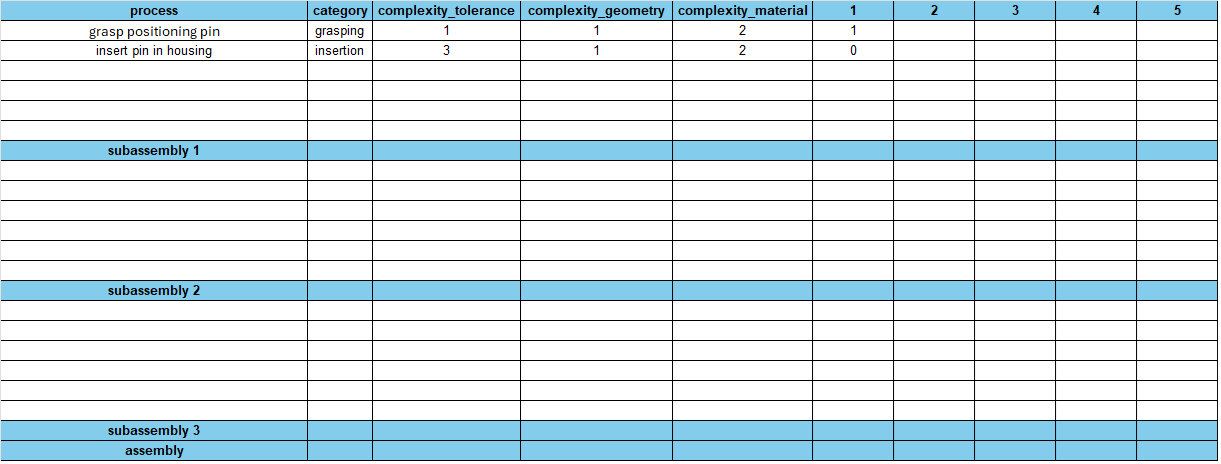 process category complexity_tolerance complexity_geometry complexity_material 1 2 3 4 5
grasp positioning pin grasping 1 1 2 1
insert pin in housing insertion 3 1 2 0
subassembly 1
subassembly 2
subassembly 3
assembly